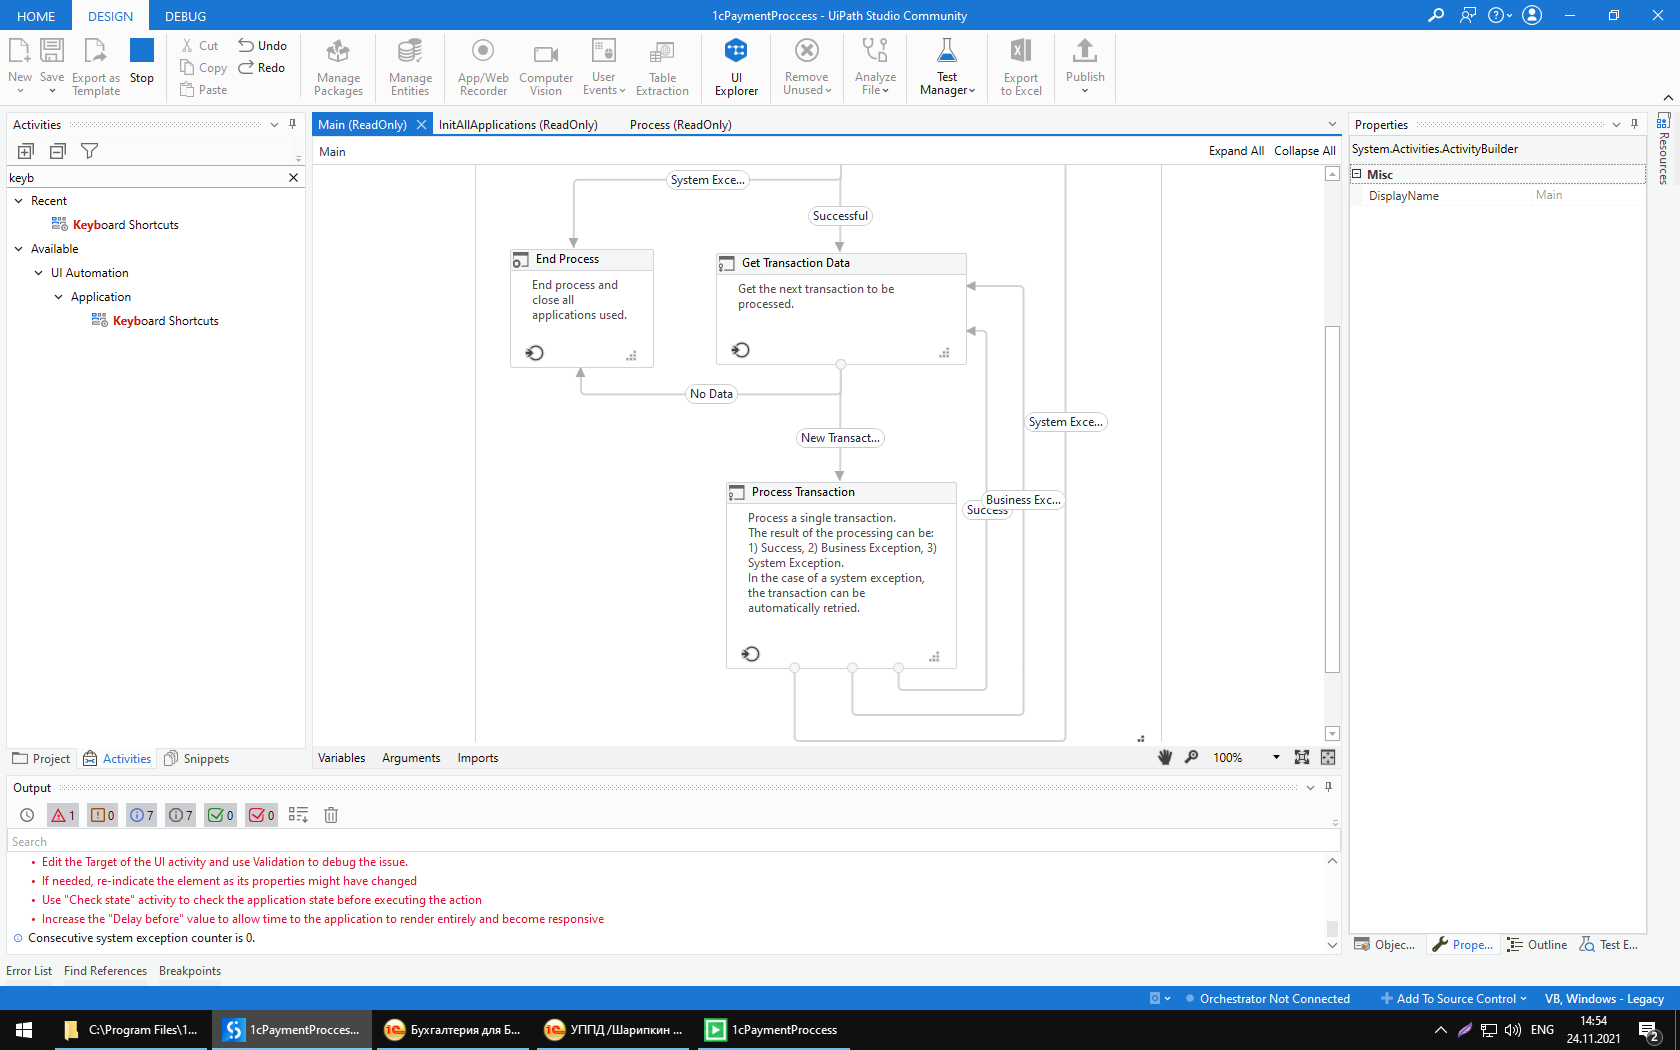 HOME DESIGN DEBUG
1cPaymentProccess - UiPath Studio Community
New
Save
Export as
Template
Stop
Cut
Copy
Paste
Undo
Redo
Manage
Packages
Manage
Entities
App/Web
Recorder
Computer
Vision
User
Events
Table
Extraction
UI
Explorer
Remove
Unused
Analyze
File
Test
Manager
Export
to Excel
Publish
Activities
keyb
Recent
Keyboard Shortcuts
Available
UI Automation
Application
Keyboard Shortcuts
Project Activities Snippets
Main (ReadOnly) InitAllApplications (ReadOnly) Process (ReadOnly)
Main
Expand All Collapse All
System Exce...
Successful
End Process
End process and
close all
applications used.
Get Transaction Data
Get the next transaction to be
processed.
No Data
New Transact...
System Exce...
Business Exc...
Success
Process Transaction
Process a single transaction.
The result of the processing can be:
1) Success, 2) Business Exception, 3)
System Exception.
In the case of a system exception,
the transaction can be
automatically retried.
Variables Arguments Imports
100%
Properties
System.Activities.ActivityBuilder
Misc
DisplayName Main
Resources
Objec... Prope... Outline Test E...
Output
1 0 7 7 0 0
Search
• Edit the Target of the UI activity and use Validation to debug the issue.
• If needed, re-indicate the element as its properties might have changed
• Use "Check state" activity to check the application state before executing the action
• Increase the "Delay before" value to allow time to the application to render entirely and become responsive
Consecutive system exception counter is 0.
Error List Find References Breakpoints
Orchestrator Not Connected Add To Source Control VB, Windows - Legacy
C:\Program Files\1... 1cPaymentProcces... Бухгалтерия для Б... УППД /Шарипкин ... 1cPaymentProccess
ENG
14:54
24.11.2021
2